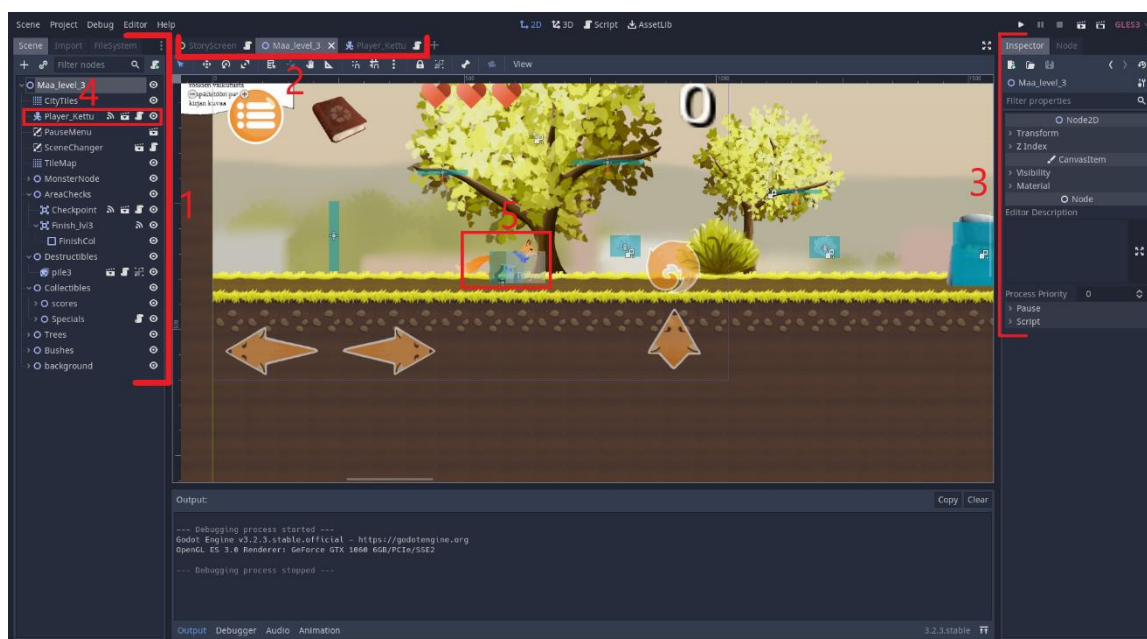 Scene Project Debug Editor Help
2D 3D Script AssetLib
GLES3
Scene Import FileSystem
StoryScreen Maa_level_3 Player_Kettu
Inspector Node
Filter nodes
View
Maa_level_3
CityTiles
Player_Kettu
PauseMenu
SceneChanger
TileMap
MonsterNode
AreaChecks
Checkpoint
Finish_lvl3
FinishCol
Destructibles
pile3
Collectibles
scores
Specials
Trees
Bushes
background
1
2
3
4
5
0
500
1000
1500
kirjan kuvaa
0
Maa_level_3
Filter properties
Node2D
Transform
Z Index
CanvasItem
Visibility
Material
Node
Editor Description
Process Priority 0
Pause
Script
Output:
Copy Clear
--- Debugging process started ---
Godot Engine v3.2.3.stable.official - https://godotengine.org
OpenGL ES 3.0 Renderer: GeForce GTX 1060 6GB/PCIe/SSE2
--- Debugging process stopped ---
Output Debugger Audio Animation
3.2.3.stable